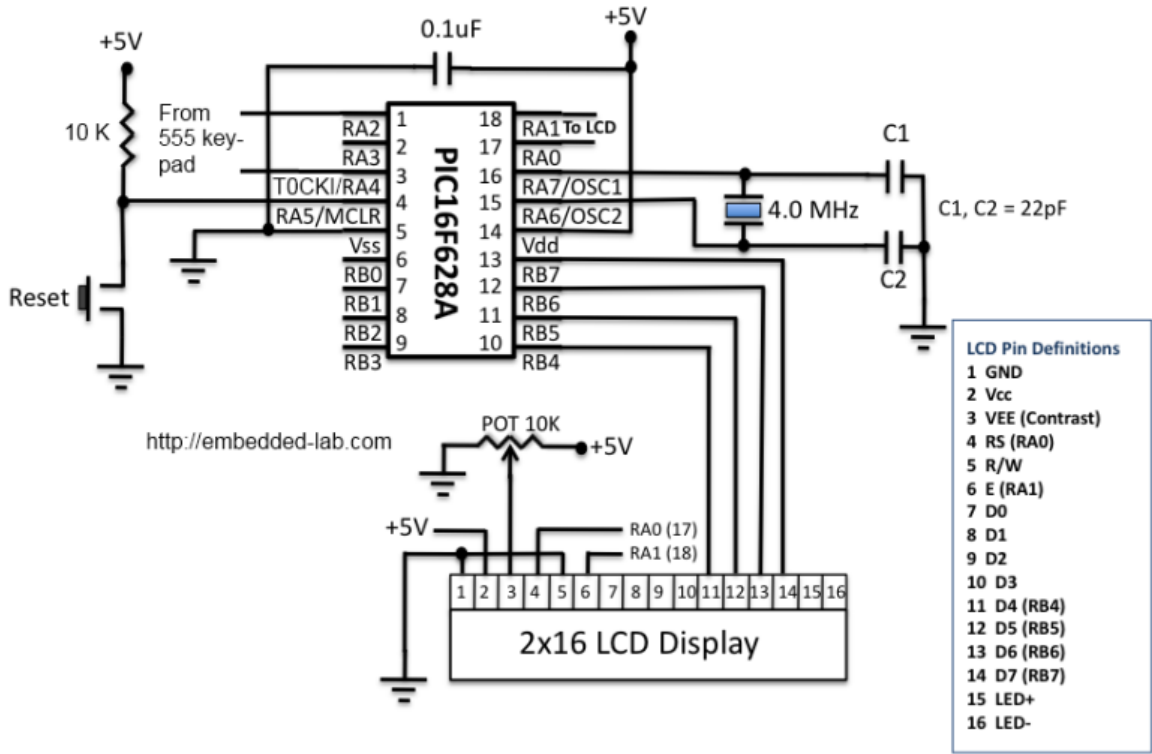 +5V
0.1uF
+5V
10 K
From
555 key-
pad
1
RA2
2
RA3
3
T0CKI/RA4
4
RA5/MCLR
5
Vss
6
RB0
7
RB1
8
RB2
9
RB3
PIC16F628A
18
RA1 To LCD
17
RA0
16
RA7/OSC1
15
RA6/OSC2
14
Vdd
13
RB7
12
RB6
11
RB5
10
RB4
4.0 MHz
C1
C1, C2 = 22pF
C2
Reset
http://embedded-lab.com
POT 10K
+5V
+5V
RA0 (17)
RA1 (18)
1 2 3 4 5 6 7 8 9 10 11 12 13 14 15 16
2x16 LCD Display
LCD Pin Definitions
1 GND
2 Vcc
3 VEE (Contrast)
4 RS (RA0)
5 R/W
6 E (RA1)
7 D0
8 D1
9 D2
10 D3
11 D4 (RB4)
12 D5 (RB5)
13 D6 (RB6)
14 D7 (RB7)
15 LED+
16 LED-